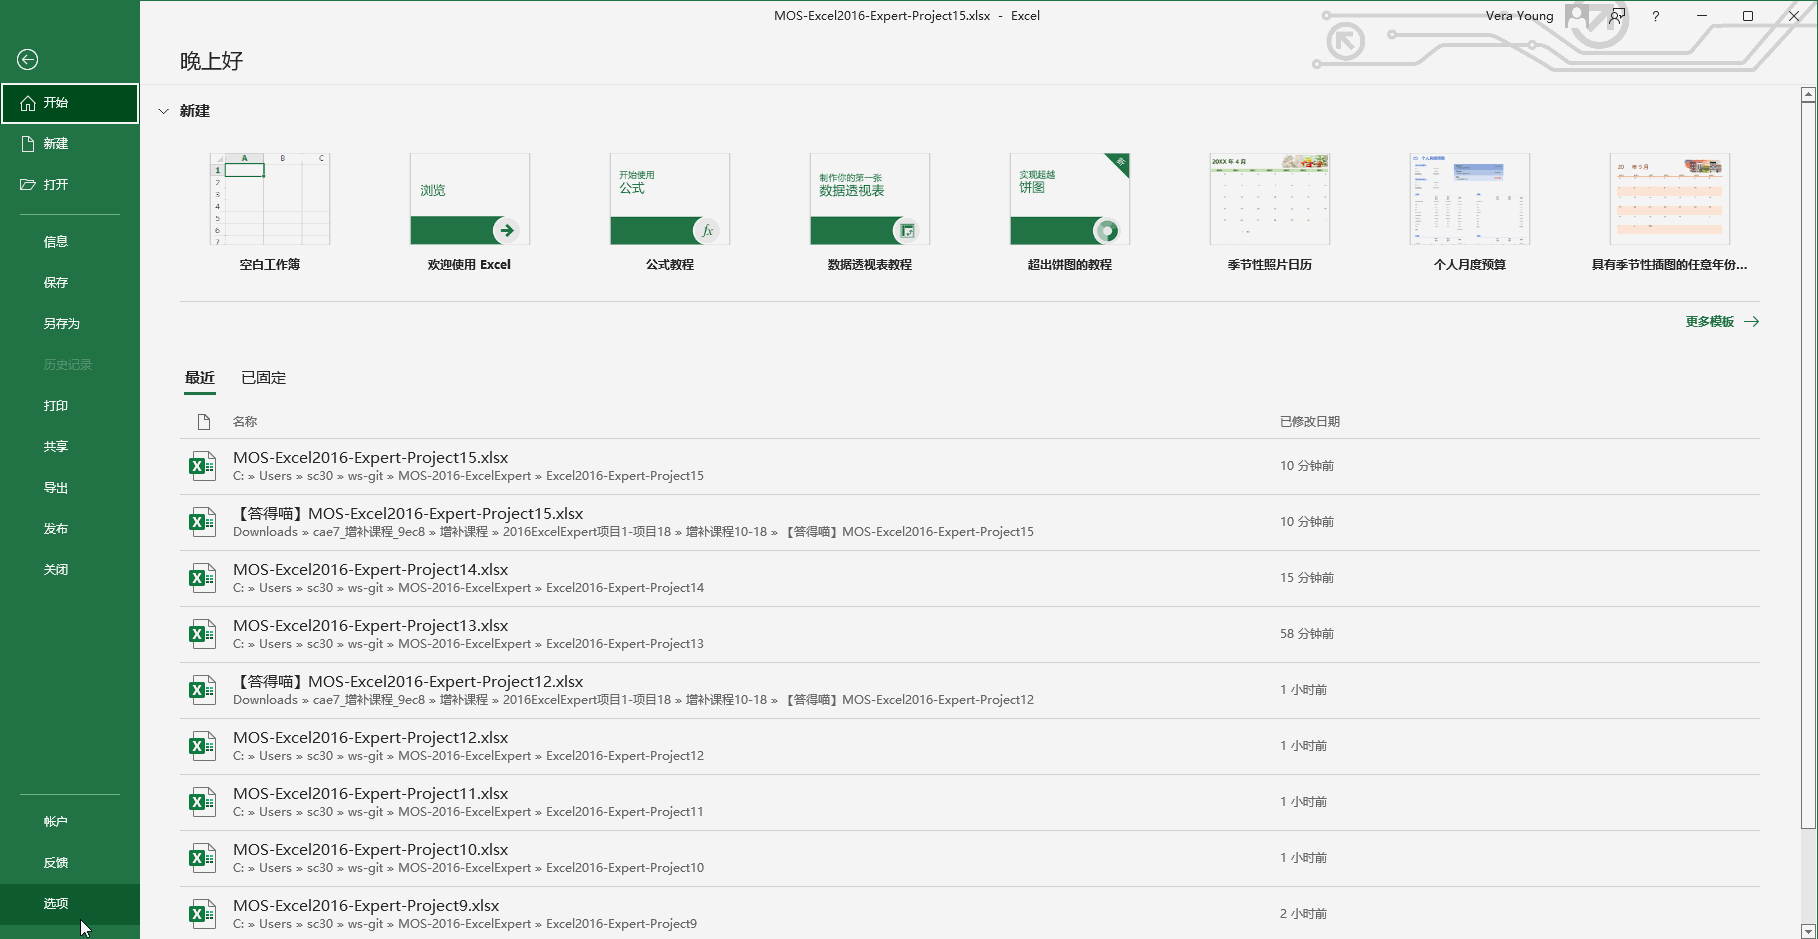 MOS-Excel2016-Expert-Project15.xlsx - Excel
Vera Young
?
晚上好
开始
新建
打开
信息
保存
另存为
历史记录
打印
共享
导出
发布
关闭
帐户
反馈
选项
新建
A B C
1
2
3
4
5
6
7
空白工作簿
浏览
欢迎使用 Excel
开始使用
公式
fx
公式教程
制作你的第一张
数据透视表
数据透视表教程
实现超越
饼图
新
超出饼图的教程
20XX 年 4 月
季节性照片日历
个人月度预算
个人月度预算
20 年 9 月
具有季节性插图的任意年份...
更多模板
最近 已固定
名称 已修改日期
MOS-Excel2016-Expert-Project15.xlsx
C: » Users » sc30 » ws-git » MOS-2016-ExcelExpert » Excel2016-Expert-Project15
10 分钟前
【答得喵】MOS-Excel2016-Expert-Project15.xlsx
Downloads » cae7_增补课程_9ec8 » 增补课程 » 2016ExcelExpert项目1-项目18 » 增补课程10-18 » 【答得喵】MOS-Excel2016-Expert-Project15
10 分钟前
MOS-Excel2016-Expert-Project14.xlsx
C: » Users » sc30 » ws-git » MOS-2016-ExcelExpert » Excel2016-Expert-Project14
15 分钟前
MOS-Excel2016-Expert-Project13.xlsx
C: » Users » sc30 » ws-git » MOS-2016-ExcelExpert » Excel2016-Expert-Project13
58 分钟前
【答得喵】MOS-Excel2016-Expert-Project12.xlsx
Downloads » cae7_增补课程_9ec8 » 增补课程 » 2016ExcelExpert项目1-项目18 » 增补课程10-18 » 【答得喵】MOS-Excel2016-Expert-Project12
1 小时前
MOS-Excel2016-Expert-Project12.xlsx
C: » Users » sc30 » ws-git » MOS-2016-ExcelExpert » Excel2016-Expert-Project12
1 小时前
MOS-Excel2016-Expert-Project11.xlsx
C: » Users » sc30 » ws-git » MOS-2016-ExcelExpert » Excel2016-Expert-Project11
1 小时前
MOS-Excel2016-Expert-Project10.xlsx
C: » Users » sc30 » ws-git » MOS-2016-ExcelExpert » Excel2016-Expert-Project10
1 小时前
MOS-Excel2016-Expert-Project9.xlsx
C: » Users » sc30 » ws-git » MOS-2016-ExcelExpert » Excel2016-Expert-Project9
2 小时前